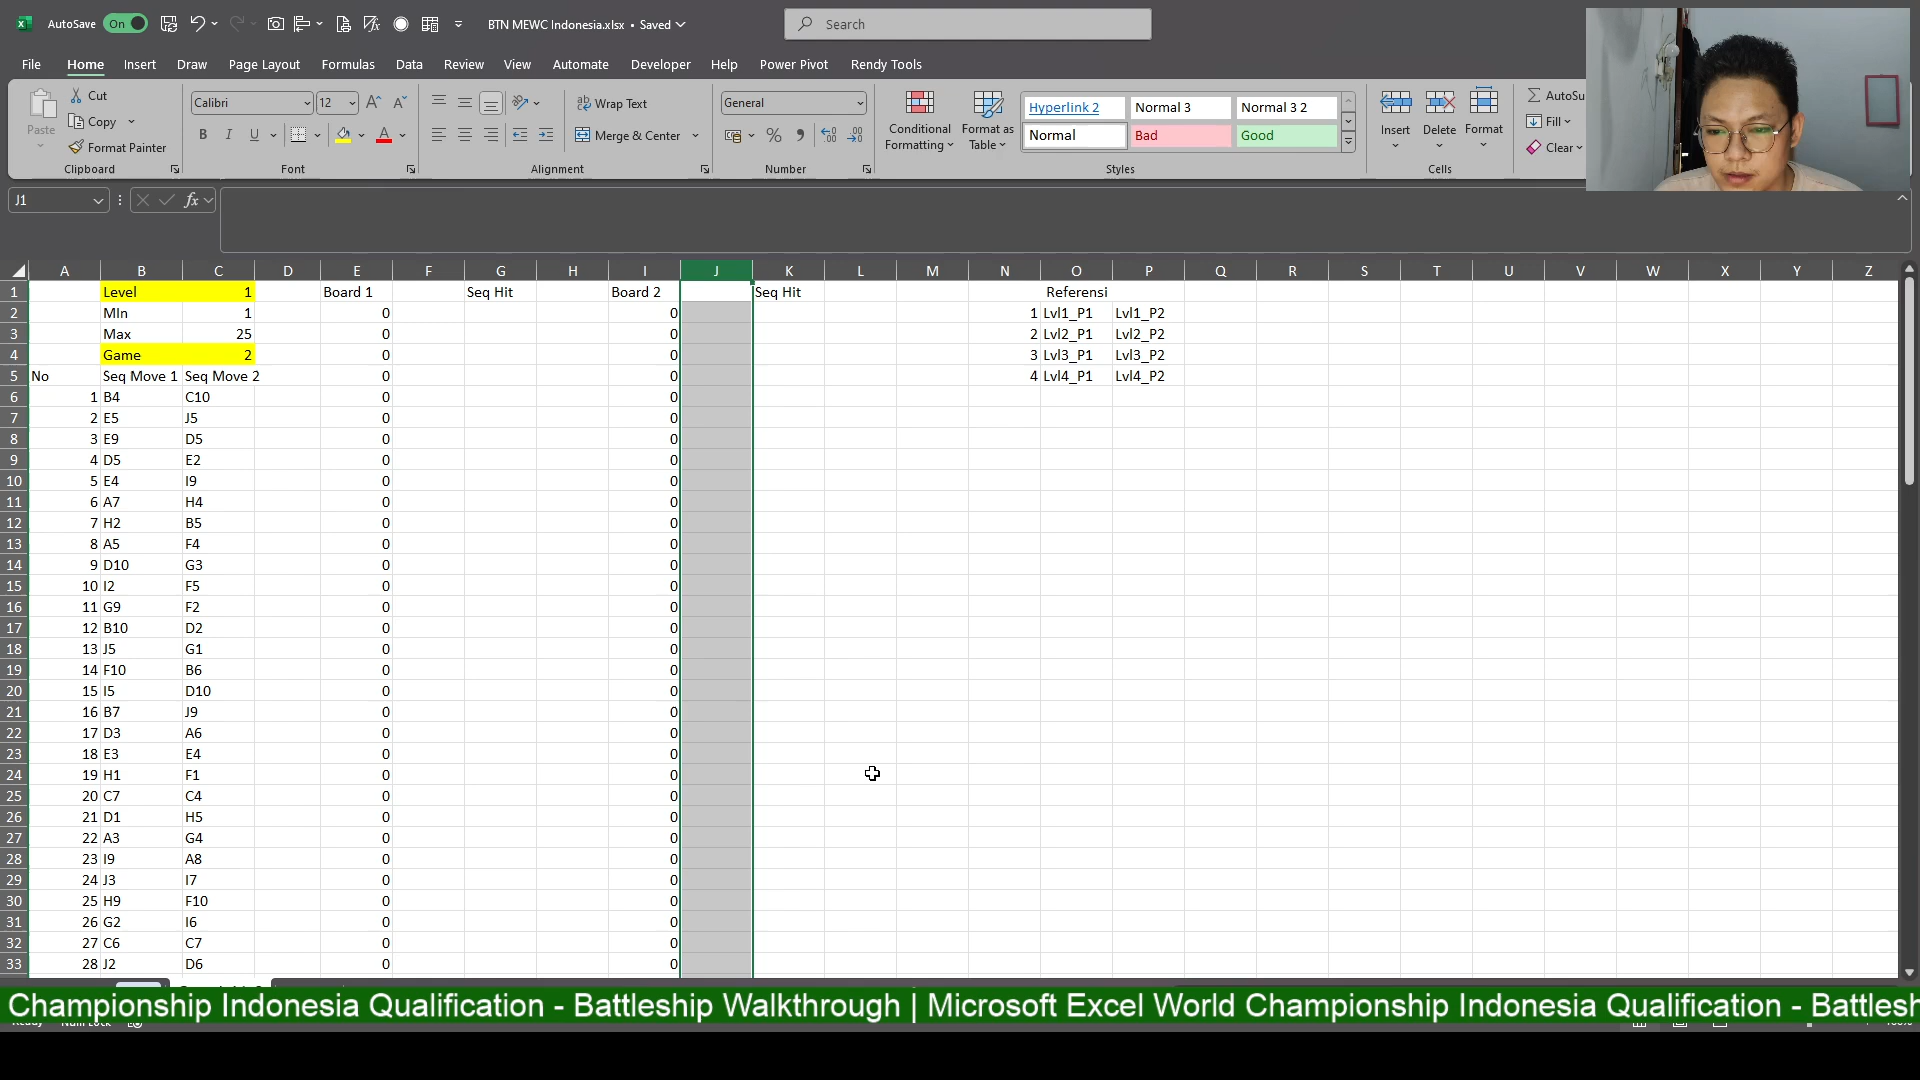 AutoSave On BTN MEWC Indonesia.xlsx • Saved Search
File Home Insert Draw Page Layout Formulas Data Review View Automate Developer Help Power Pivot Rendy Tools
Paste Cut Copy Format Painter Clipboard
Calibri 12 B I U Font
Wrap Text Merge & Center Alignment
General % Number
Conditional Formatting Format as Table
Hyperlink 2 Normal 3 Normal 3 2
Normal Bad Good
Styles
Insert Delete Format Cells
AutoSu Fill Clear
J1 fx
A B C D E F G H I J K L M N O P Q R S T U V W X Y Z
1 Level 1 Board 1 Seq Hit Board 2 Seq Hit Referensi
2 MIn 1 0 0 1 Lvl1_P1 Lvl1_P2
3 Max 25 0 0 2 Lvl2_P1 Lvl2_P2
4 Game 2 0 0 3 Lvl3_P1 Lvl3_P2
5 No Seq Move 1 Seq Move 2 0 0 4 Lvl4_P1 Lvl4_P2
6 1 B4 C10 0 0
7 2 E5 J5 0 0
8 3 E9 D5 0 0
9 4 D5 E2 0 0
10 5 E4 I9 0 0
11 6 A7 H4 0 0
12 7 H2 B5 0 0
13 8 A5 F4 0 0
14 9 D10 G3 0 0
15 10 I2 F5 0 0
16 11 G9 F2 0 0
17 12 B10 D2 0 0
18 13 J5 G1 0 0
19 14 F10 B6 0 0
20 15 I5 D10 0 0
21 16 B7 J9 0 0
22 17 D3 A6 0 0
23 18 E3 E4 0 0
24 19 H1 F1 0 0
25 20 C7 C4 0 0
26 21 D1 H5 0 0
27 22 A3 G4 0 0
28 23 I9 A8 0 0
29 24 J3 I7 0 0
30 25 H9 F10 0 0
31 26 G2 I6 0 0
32 27 C6 C7 0 0
33 28 J2 D6 0 0
Championship Indonesia Qualification - Battleship Walkthrough | Microsoft Excel World Championship Indonesia Qualification - Battlesh